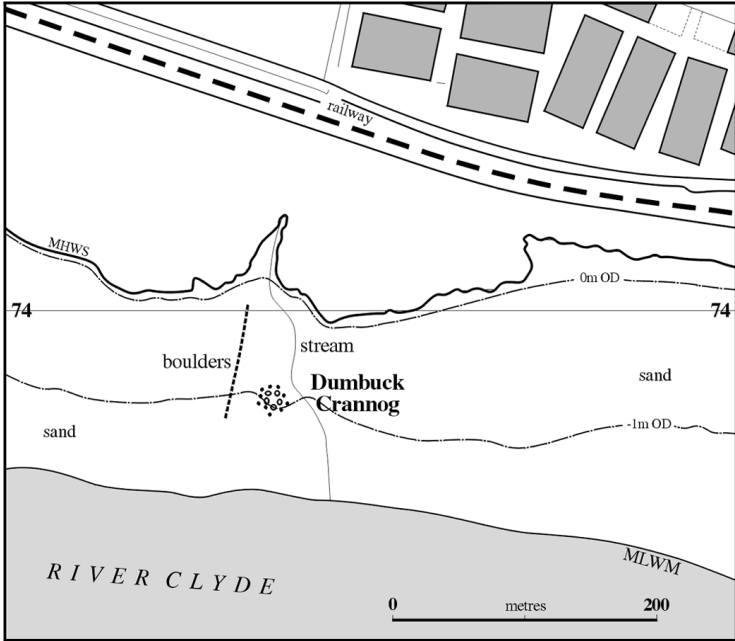 railway
MHWS
0m OD
74
74
boulders
stream
Dumbuck
Crannog
sand
-1m OD
sand
MLWM
RIVER CLYDE
0 metres 200